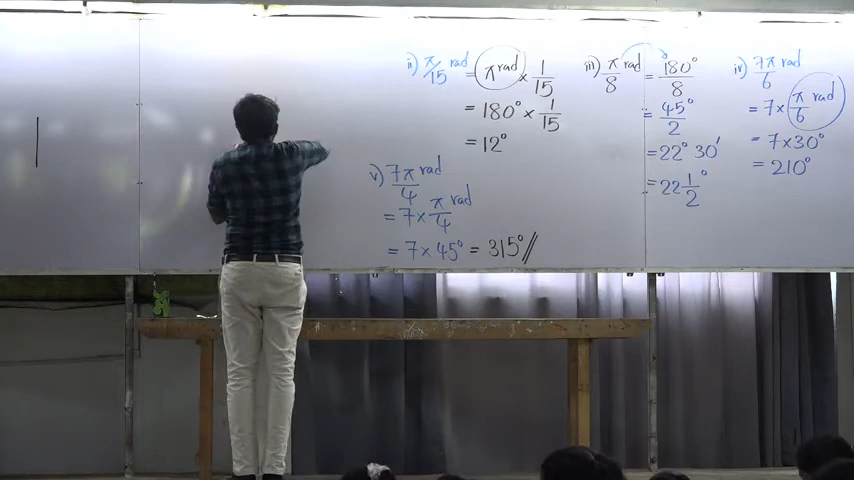 ii) π/15 rad = π rad × 1/15
= 180° × 1/15
= 12°
iii) π/8 rad = 180°/8
= 45°/2
= 22° 30'
= 22 1/2°
iv) 7π/6 rad
= 7 × π/6 rad
= 7 × 30°
= 210°
v) 7π/4 rad
= 7 × π/4 rad
= 7 × 45° = 315° //